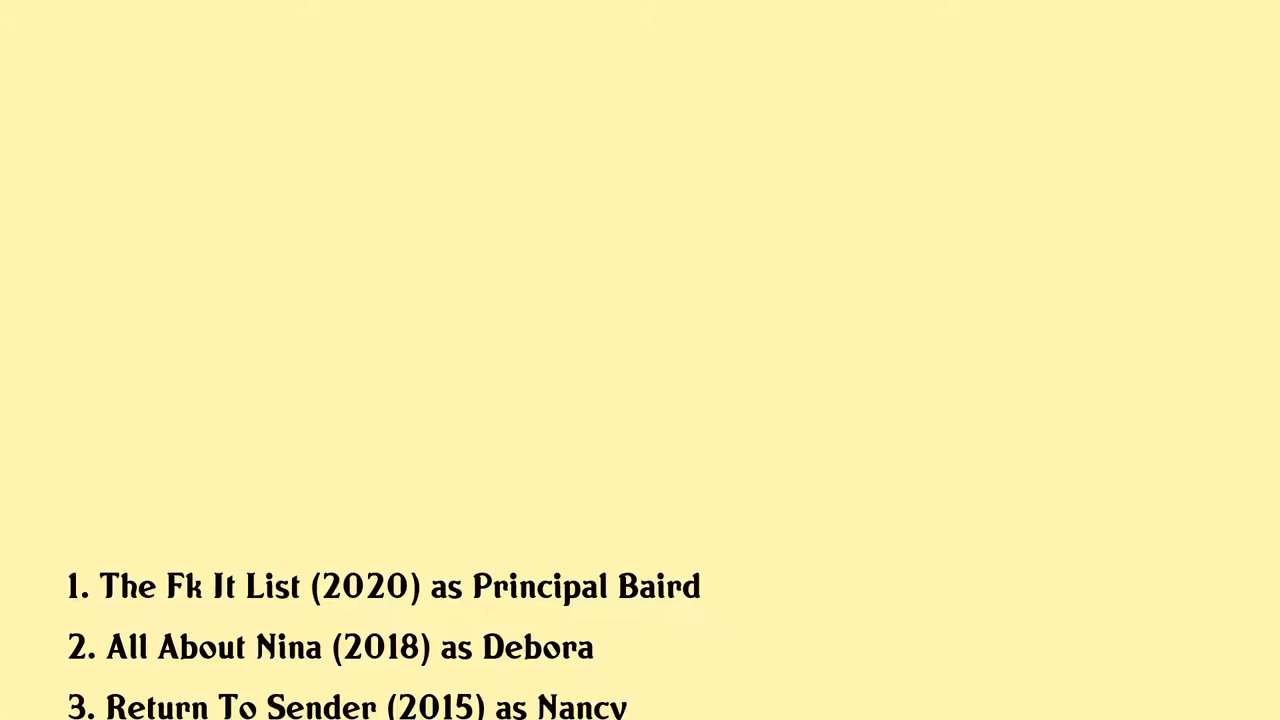 1. The Fk It List (2020) as Principal Baird
2. All About Nina (2018) as Debora
3. Return To Sender (2015) as Nancy